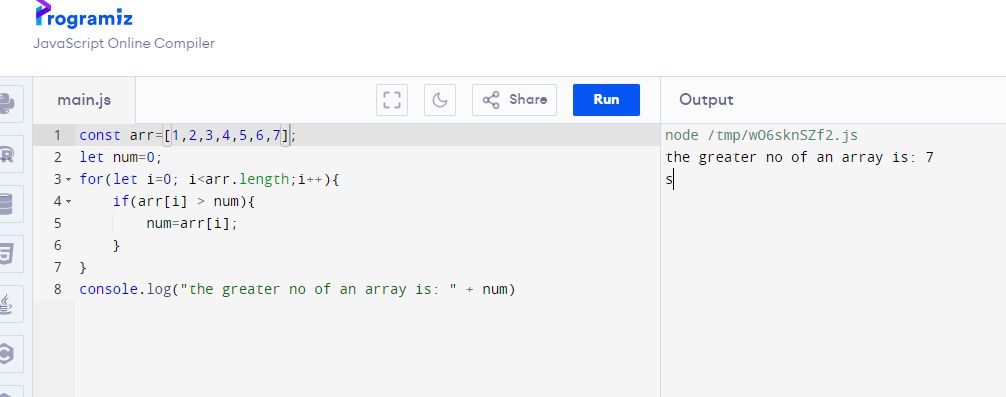 Programiz
JavaScript Online Compiler
main.js
Share
Run
Output
1 const arr=[1,2,3,4,5,6,7];
2 let num=0;
3 for(let i=0; i<arr.length;i++){
4 if(arr[i] > num){
5 num=arr[i];
6 }
7 }
8 console.log("the greater no of an array is: " + num)
node /tmp/wO6sknSZf2.js
the greater no of an array is: 7
s